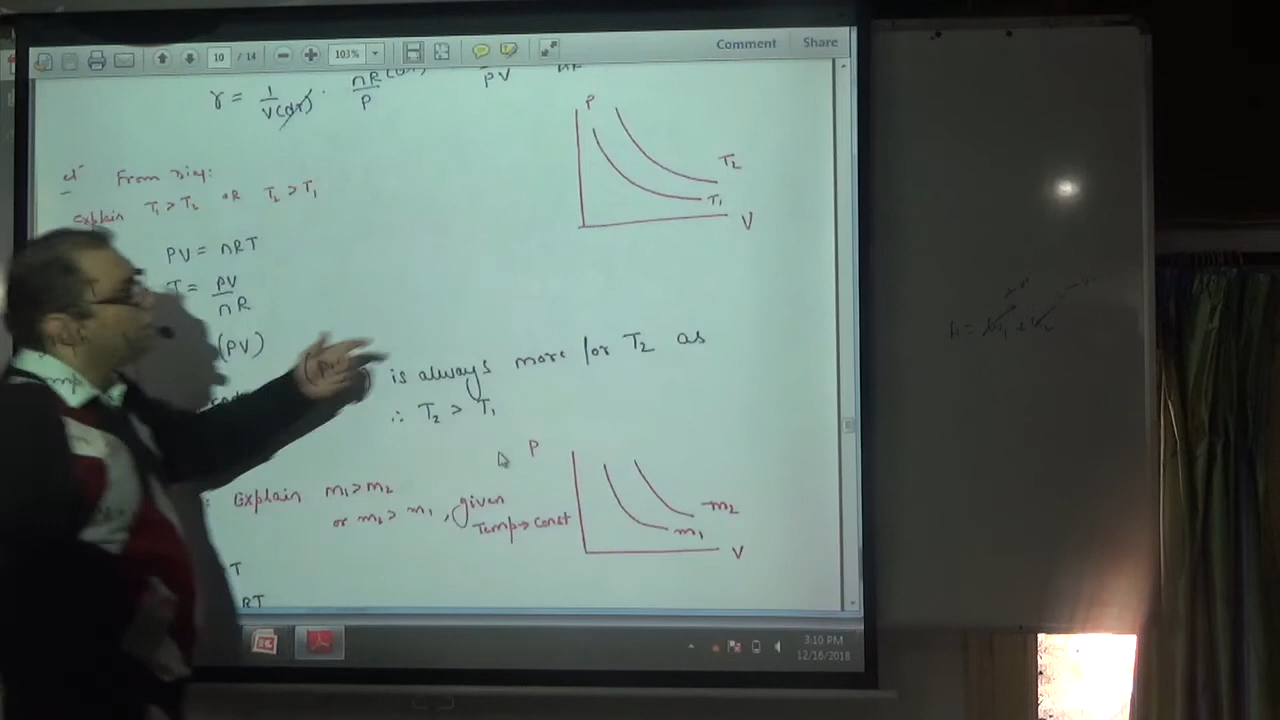 10 / 14
103%
Comment
Share
PV
nR
γ = 1/V(dT) · nR/P
From Diag:
Explain T₁ > T₂ OR T₂ > T₁
P
T₂
T₁
V
PV = nRT
T = PV/nR
(PV)
is always more for T₂ as
∴ T₂ > T₁
Explain m₁ > m₂
or m₂ > m₁, given
Temp → const
P
m₂
m₁
V
T
RT
3:10 PM
12/16/2018